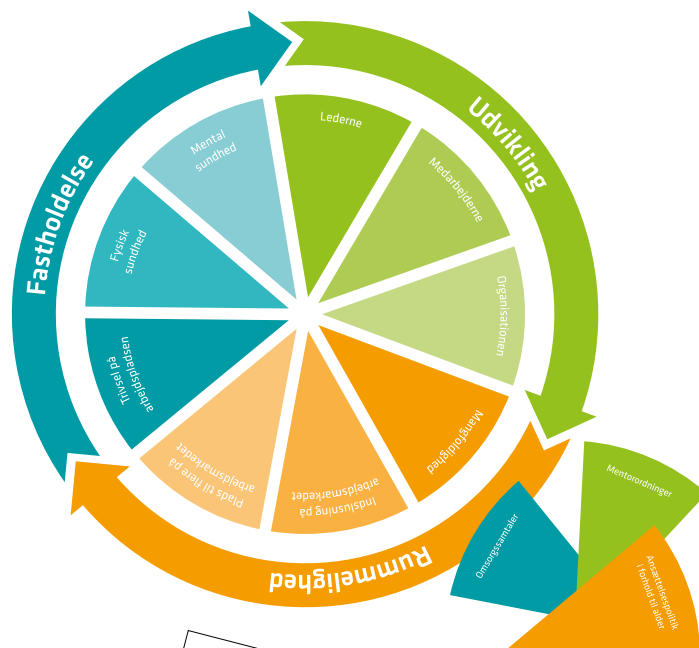 Udvikling
Lederne
Medarbejderne
Organisationen
Rummelighed
Mangfoldighed
Indslusning på
arbejdsmarkedet
Plads til flere på
arbejdsmarkedet
Fastholdelse
Trivsel på
arbejdspladsen
Fysisk
sundhed
Mental
sundhed
Omsorgssamtaler
Mentorordninger
Ansættelsespolitik
i forhold til alder